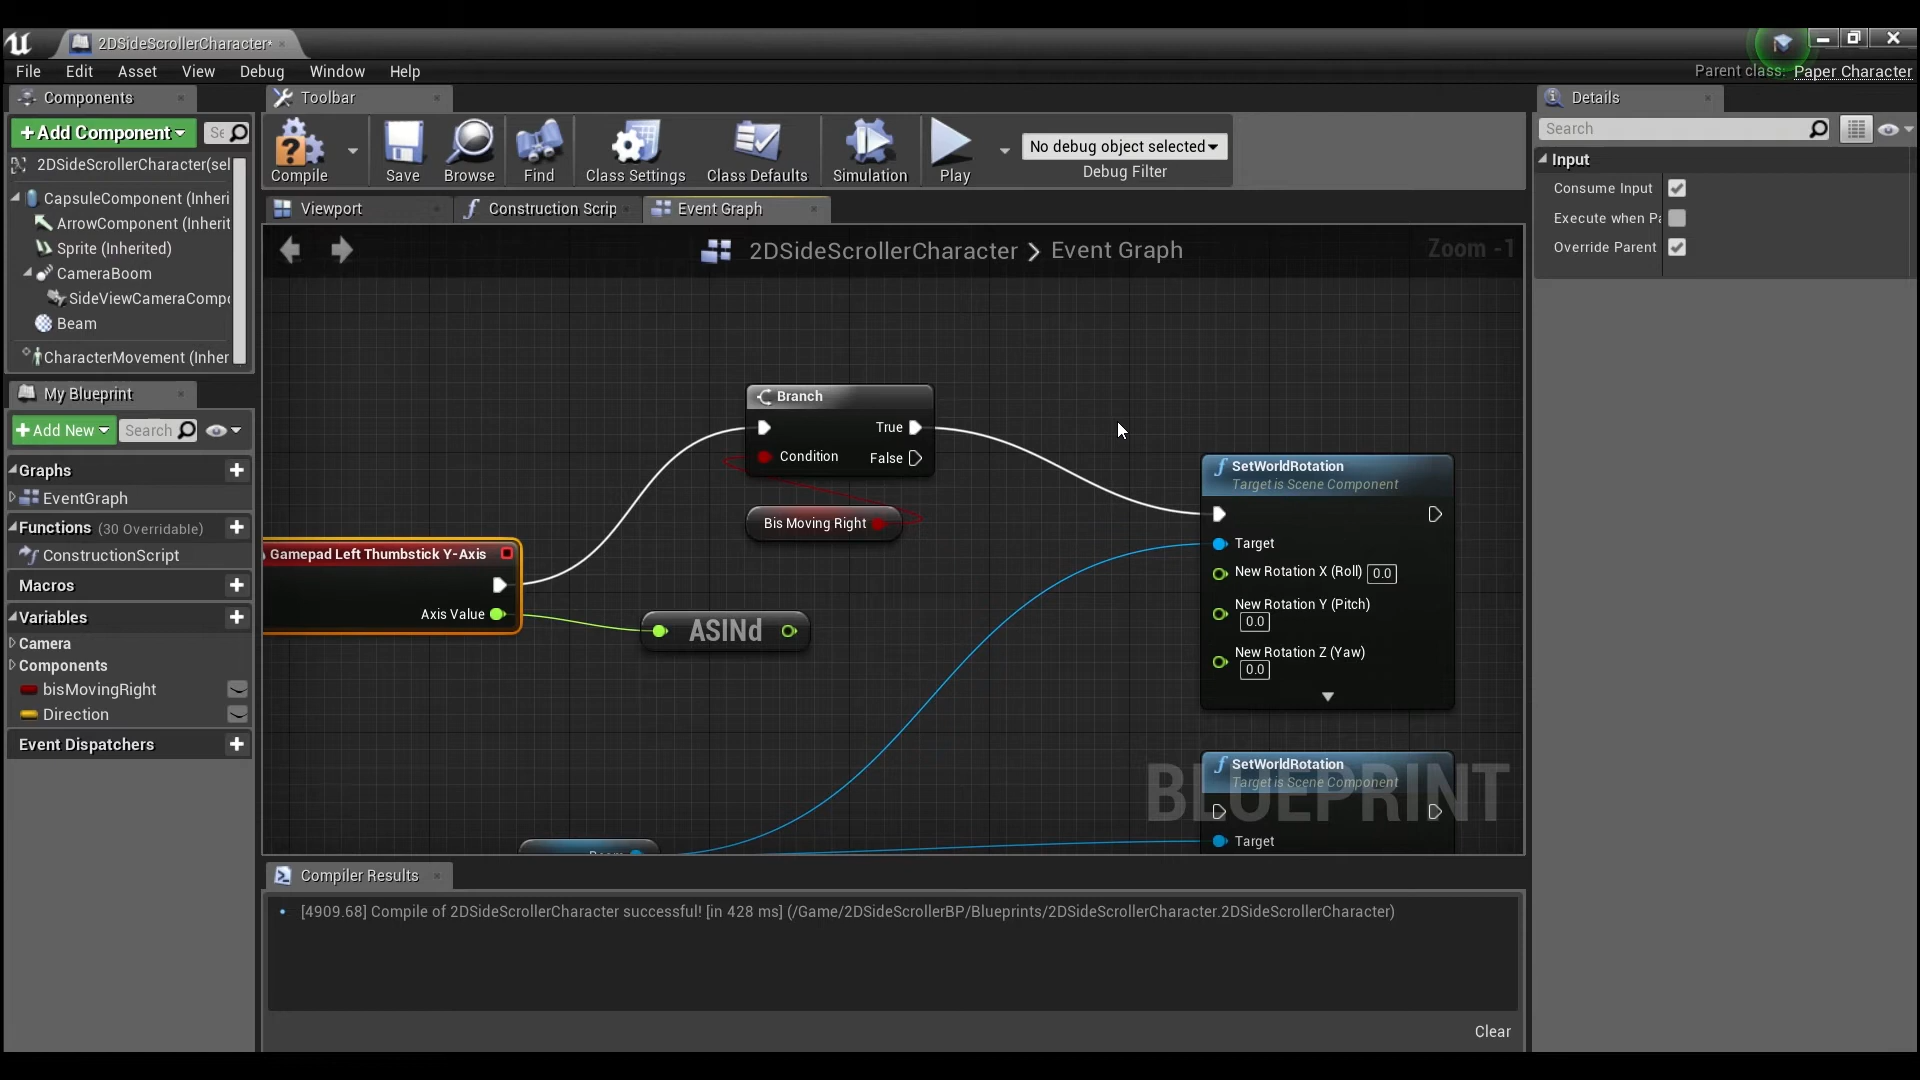 2DSideScrollerCharacter*
File Edit Asset View Debug Window Help
Parent class: Paper Character
Components
Toolbar
Details
+Add Component
Se
Search
2DSideScrollerCharacter(sel
Compile
Save
Browse
Find
Class Settings
Class Defaults
Simulation
Play
No debug object selected
Debug Filter
Input
Consume Input
Execute when Pa
Override Parent
CapsuleComponent (Inheri
ArrowComponent (Inherit
Sprite (Inherited)
CameraBoom
SideViewCameraCompo
Beam
CharacterMovement (Inher
Viewport
Construction Scrip
Event Graph
2DSideScrollerCharacter > Event Graph
Zoom -1
My Blueprint
+Add New
Search
Graphs
EventGraph
Functions (30 Overridable)
ConstructionScript
Macros
Variables
Camera
Components
bisMovingRight
Direction
Event Dispatchers
Branch
True
Condition
False
Bis Moving Right
Gamepad Left Thumbstick Y-Axis
Axis Value
ASINd
SetWorldRotation
Target is Scene Component
Target
New Rotation X (Roll) 0.0
New Rotation Y (Pitch)
0.0
New Rotation Z (Yaw)
0.0
SetWorldRotation
Target is Scene Component
Target
BLUEPRINT
Compiler Results
[4909.68] Compile of 2DSideScrollerCharacter successful! [in 428 ms] (/Game/2DSideScrollerBP/Blueprints/2DSideScrollerCharacter.2DSideScrollerCharacter)
Clear